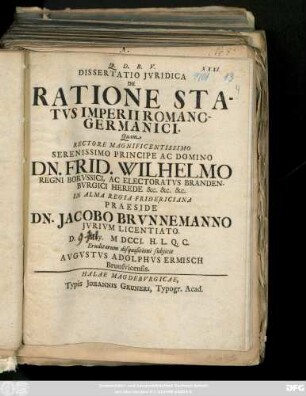 Q. D. B. V.
DISSERTATIO JVRIDICA
DE
RATIONE STA-
TVS IMPERII ROMANO-
GERMANICI.
Quam
RECTORE MAGNIFICENTISSIMO
SERENISSIMO PRINCIPE AC DOMINO
DN. FRID. WILHELMO
REGNI BORVSSICI, AC ELECTORATVS BRANDEN-
BVRGICI HEREDE &c. &c. &c.
IN ALMA REGIA FRIDERICIANA
PRAESIDE
DN. JACOBO BRVNNEMANNO
JVRIVM LICENTIATO.
D. MDCCI. H. L. Q. C.
Eruditorum disquisitioni subjicit
AVGVSTVS ADOLPHVS ERMISCH
Brunsvicensis.
HALAE MAGDEBVRGICAE,
Typis JOHANNIS GRUNERI, Typogr. Acad.